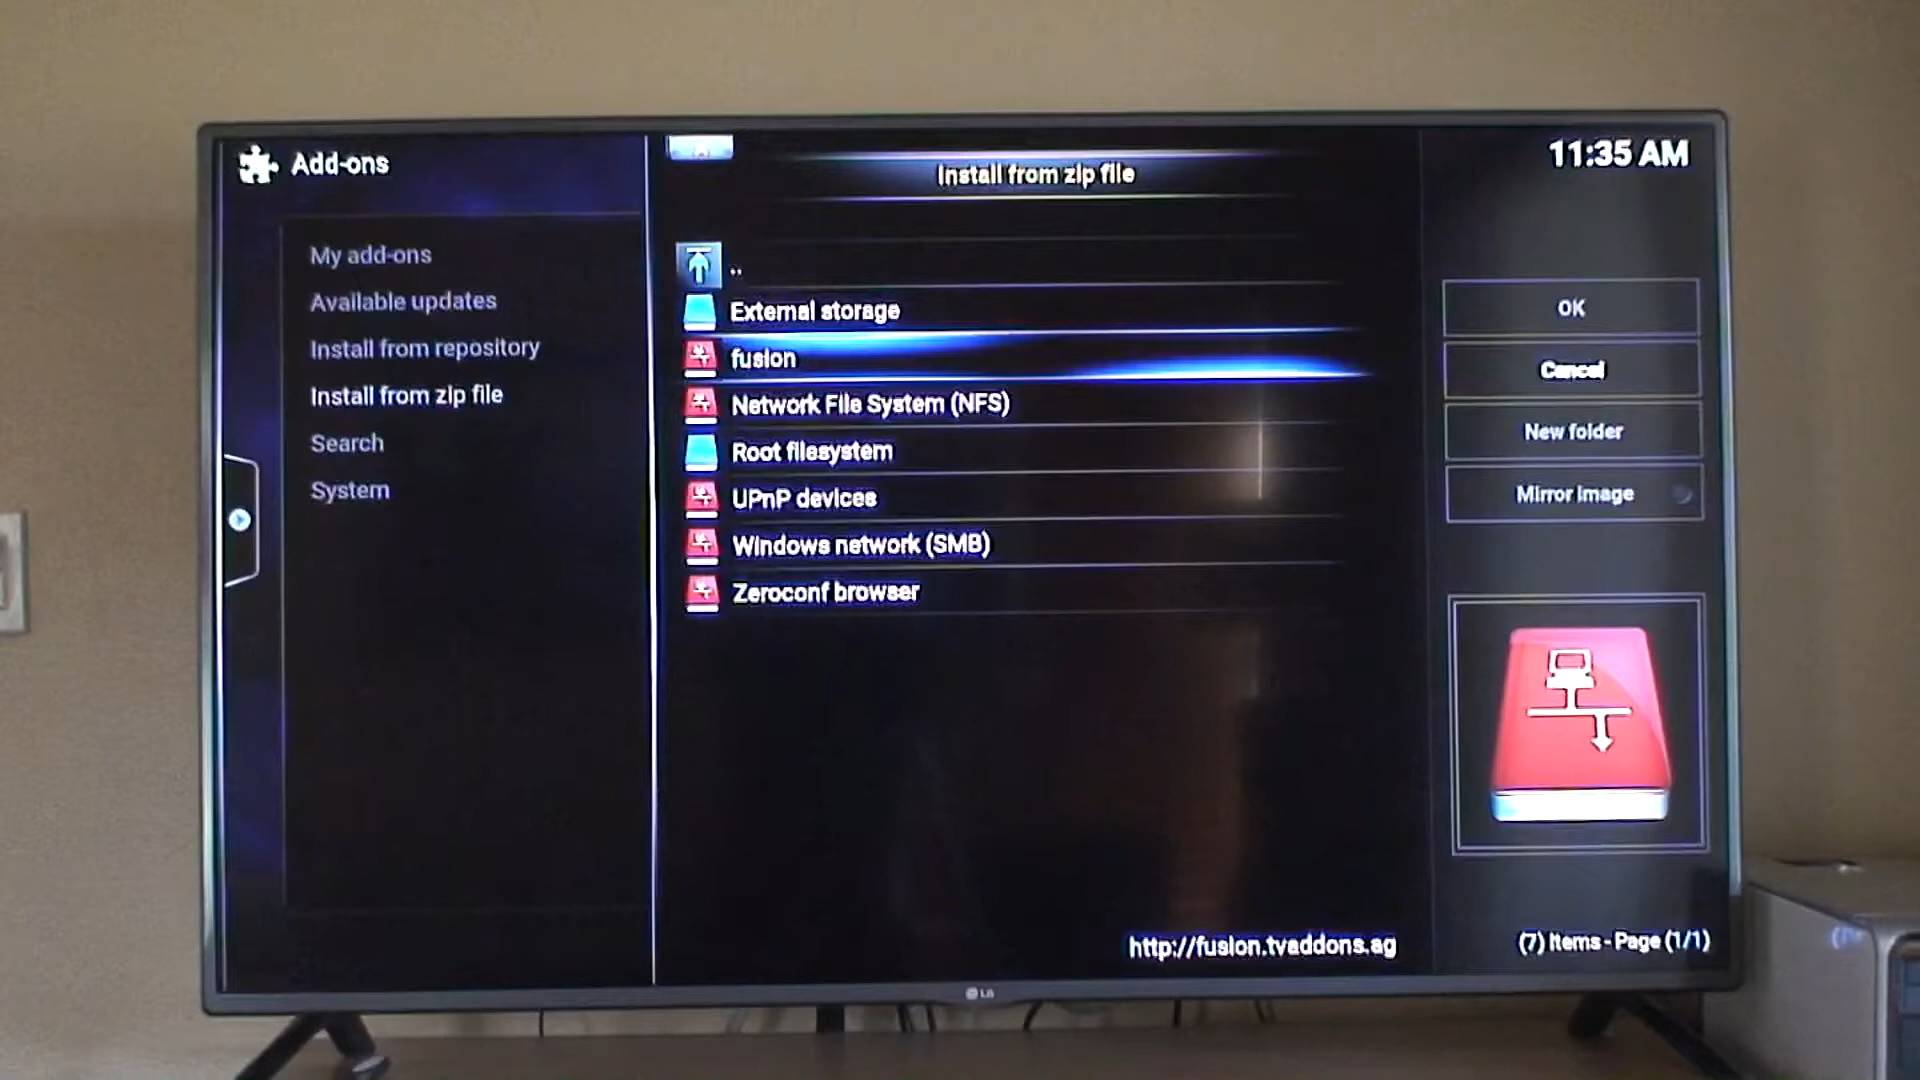 Add-ons
My add-ons
Available updates
Install from repository
Install from zip file
Search
System
Install from zip file
..
External storage
fusion
Network File System (NFS)
Root filesystem
UPnP devices
Windows network (SMB)
Zeroconf browser
http://fusion.tvaddons.ag
11:35 AM
OK
Cancel
New folder
Mirror image
(7) Items - Page (1/1)
LG